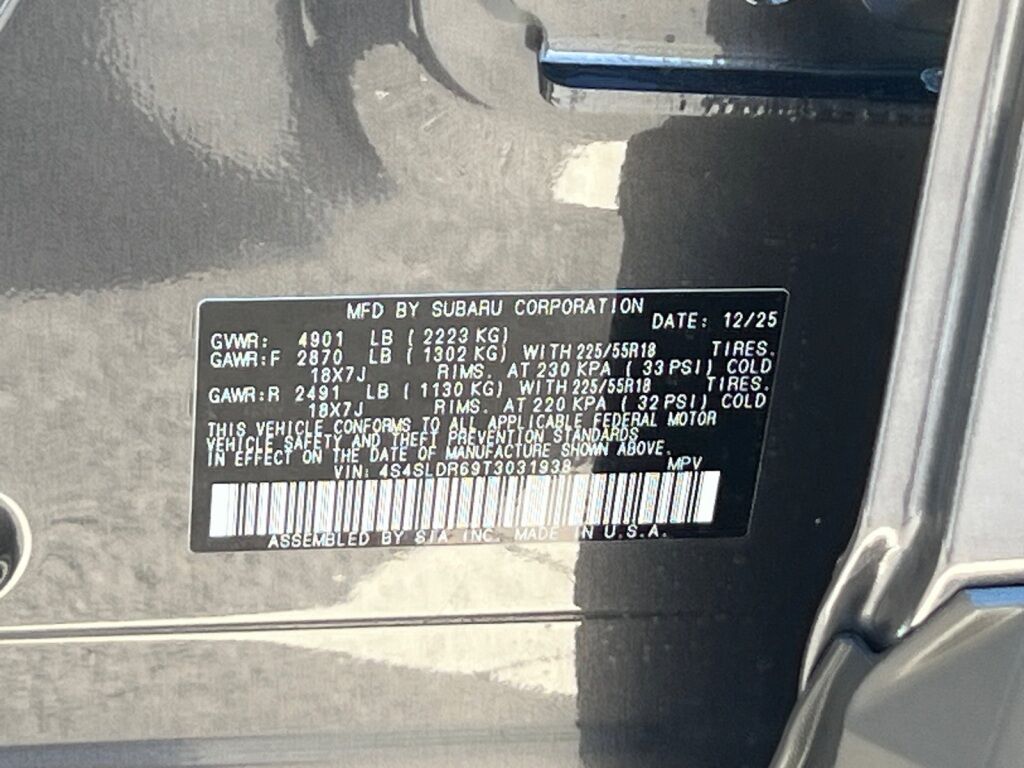 MFD BY SUBARU CORPORATION
DATE: 12/25
GVWR: 4901 LB ( 2223 KG)
GAWR:F 2870 LB ( 1302 KG) WITH 225/55R18 TIRES.
18X7J RIMS. AT 230 KPA ( 33 PSI) COLD
GAWR:R 2491 LB ( 1130 KG) WITH 225/55R18 TIRES.
18X7J RIMS. AT 220 KPA ( 32 PSI) COLD
THIS VEHICLE CONFORMS TO ALL APPLICABLE FEDERAL MOTOR
VEHICLE SAFETY AND THEFT PREVENTION STANDARDS
IN EFFECT ON THE DATE OF MANUFACTURE SHOWN ABOVE.
VIN: 4S4SLDR69T3031938 MPV
ASSEMBLED BY SIA INC. MADE IN U.S.A.